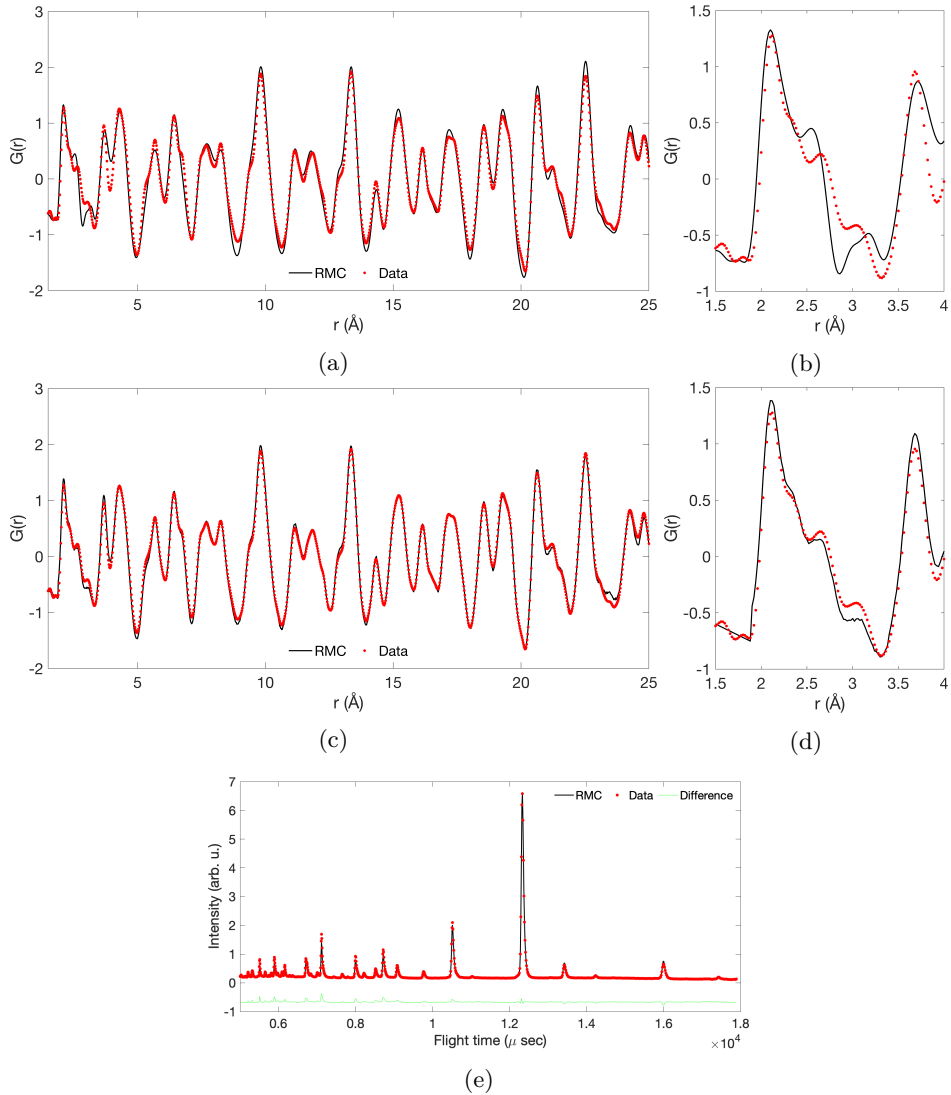 3
2
1
0
-1
-2
G(r)
5
10
15
20
25
r (Å)
RMC Data
(a)
1.5
1
0.5
0
-0.5
-1
G(r)
1.5 2 2.5 3 3.5 4
r (Å)
(b)
3
2
1
0
-1
-2
G(r)
RMC Data
5 10 15 20 25
r (Å)
(c)
1.5
1
0.5
0
-0.5
-1
G(r)
1.5 2 2.5 3 3.5 4
r (Å)
(d)
7
6
5
4
3
2
1
0
-1
Intensity (arb. u.)
RMC Data Difference
0.6 0.8 1 1.2 1.4 1.6 1.8
Flight time (μ sec)
×10⁴
(e)